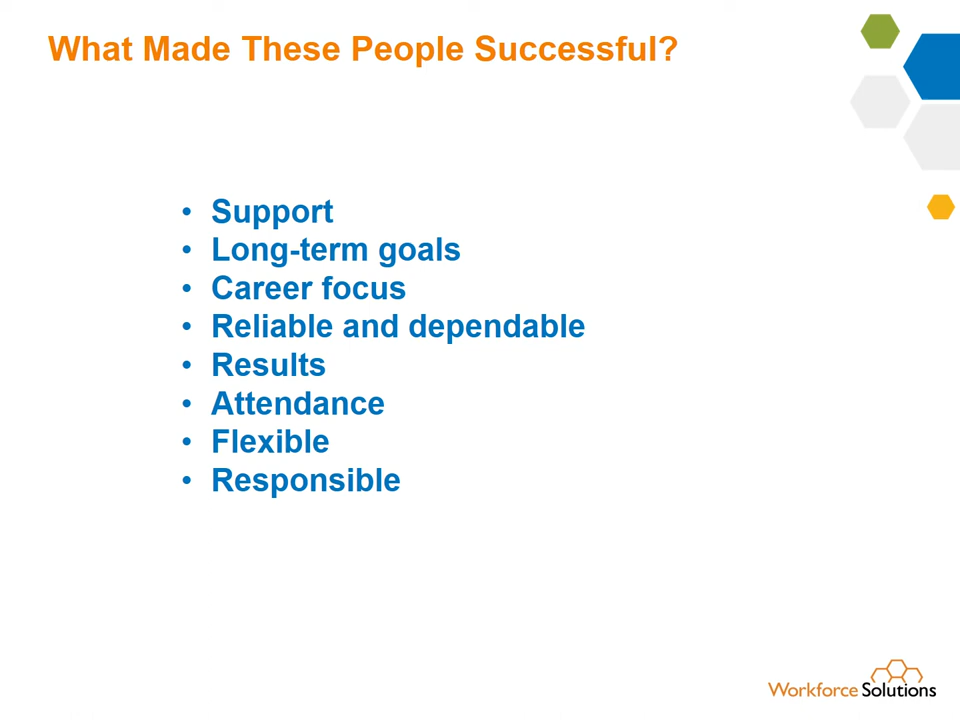 What Made These People Successful?
• Support
• Long-term goals
• Career focus
• Reliable and dependable
• Results
• Attendance
• Flexible
• Responsible
Workforce Solutions